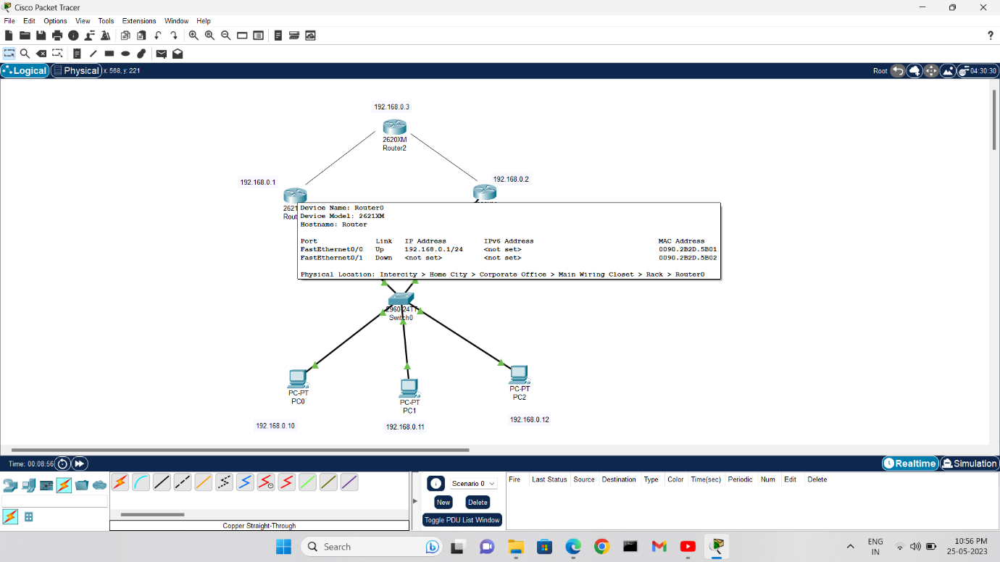 Cisco Packet Tracer
File Edit Options View Tools Extensions Window Help
?
Logical Physical x: 568, y: 221 Root 04:30:30
192.168.0.3
2620XM
Router2
192.168.0.1
192.168.0.2
2621
Rout
Device Name: Router0
Device Model: 2621XM
Hostname: Router
Port Link IP Address IPv6 Address MAC Address
FastEthernet0/0 Up 192.168.0.1/24 <not set> 0090.2B2D.5B01
FastEthernet0/1 Down <not set> <not set> 0090.2B2D.5B02
Physical Location: Intercity > Home City > Corporate Office > Main Wiring Closet > Rack > Router0
2960-24TT
Switch0
PC-PT
PC0
PC-PT
PC1
PC-PT
PC2
192.168.0.10
192.168.0.11
192.168.0.12
Time: 00:08:56 Realtime Simulation
Scenario 0
New Delete
Toggle PDU List Window
Fire Last Status Source Destination Type Color Time(sec) Periodic Num Edit Delete
Copper Straight-Through
Search
ENG
IN
10:56 PM
25-05-2023